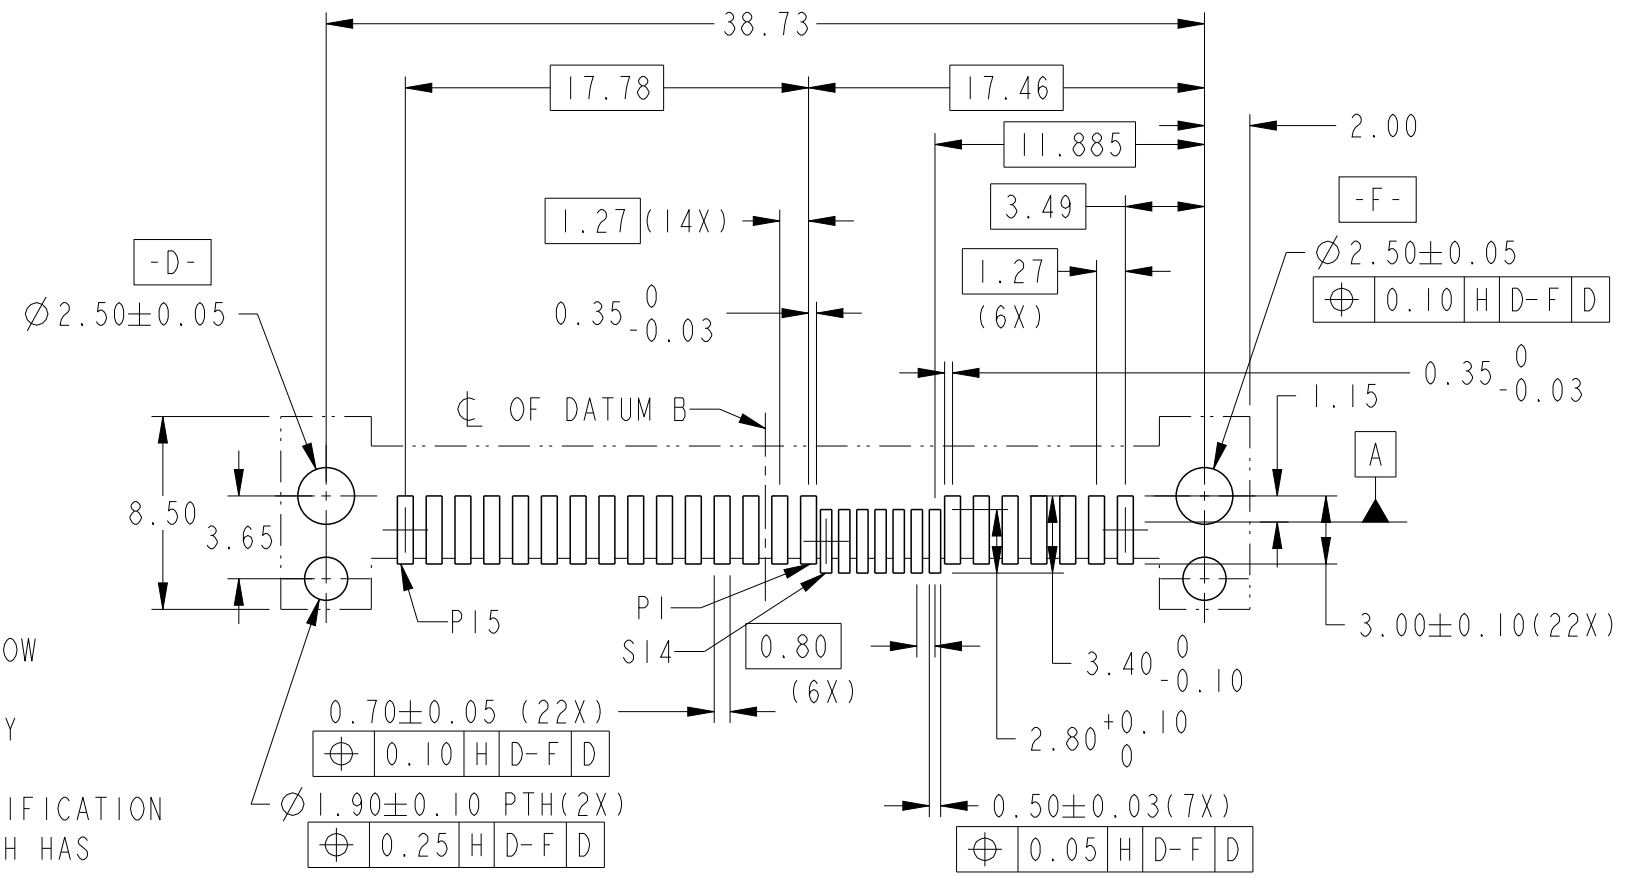 38.73
17.78
17.46
2.00
11.885
-F-
3.49
1.27 (14X)
-D-
Ø2.50±0.05
1.27
(6X)
⌖ 0.10 H D-F D
Ø2.50±0.05
0.35 0 -0.03
0.35 0 -0.03
℄ OF DATUM B
1.15
A
8.50
3.65
P1
P15
S14
0.80
(6X)
3.00±0.10(22X)
3.40 0 -0.10
OW
0.70±0.05 (22X)
⌖ 0.10 H D-F D
2.80 +0.10 0
Y
Ø1.90±0.10 PTH(2X)
⌖ 0.25 H D-F D
0.50±0.03(7X)
⌖ 0.05 H D-F D
IFICATION
H HAS